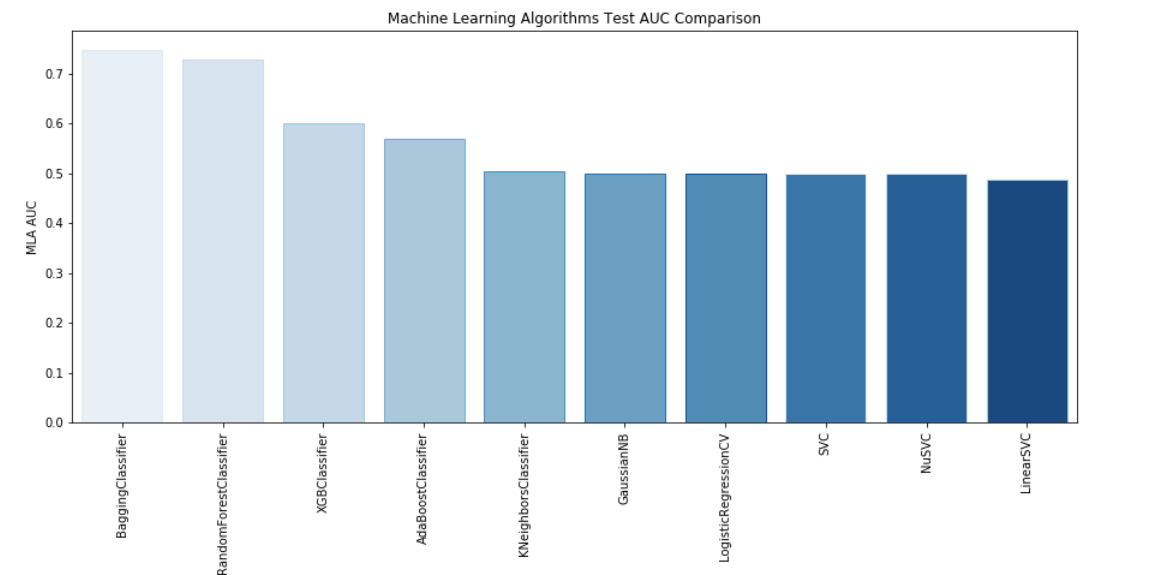 Machine Learning Algorithms Test AUC Comparison
MLA AUC
0.7
0.6
0.5
0.4
0.3
0.2
0.1
0.0
BaggingClassifier
RandomForestClassifier
XGBClassifier
AdaBoostClassifier
KNeighborsClassifier
GaussianNB
LogisticRegressionCV
SVC
NuSVC
LinearSVC